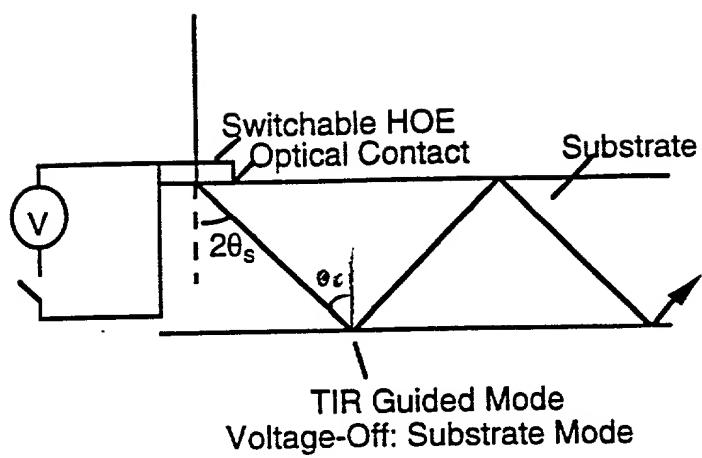 Switchable HOE
Optical Contact
Substrate
V
2θs
θc
TIR Guided Mode
Voltage-Off: Substrate Mode